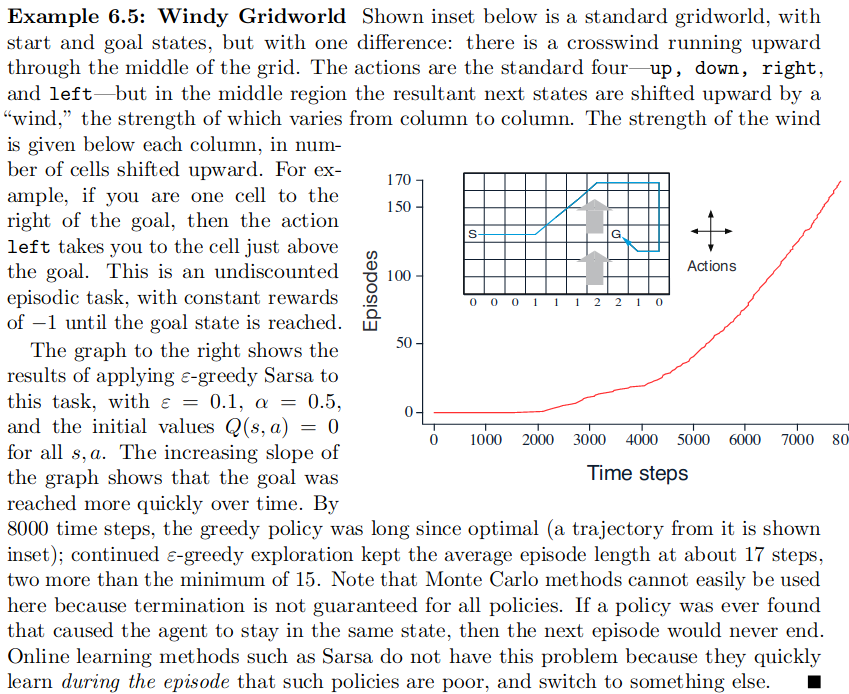 Example 6.5: Windy Gridworld Shown inset below is a standard gridworld, with
start and goal states, but with one difference: there is a crosswind running upward
through the middle of the grid. The actions are the standard four—up, down, right,
and left—but in the middle region the resultant next states are shifted upward by a
“wind,” the strength of which varies from column to column. The strength of the wind
is given below each column, in num-
ber of cells shifted upward. For ex-
ample, if you are one cell to the
right of the goal, then the action
left takes you to the cell just above
the goal. This is an undiscounted
episodic task, with constant rewards
of −1 until the goal state is reached.
The graph to the right shows the
results of applying ε-greedy Sarsa to
this task, with ε = 0.1, α = 0.5,
and the initial values Q(s, a) = 0
for all s, a. The increasing slope of
the graph shows that the goal was
reached more quickly over time. By
170
150
100
50
0
Episodes
S
G
0 0 0 1 1 1 2 2 1 0
Actions
0 1000 2000 3000 4000 5000 6000 7000 80
Time steps
8000 time steps, the greedy policy was long since optimal (a trajectory from it is shown
inset); continued ε-greedy exploration kept the average episode length at about 17 steps,
two more than the minimum of 15. Note that Monte Carlo methods cannot easily be used
here because termination is not guaranteed for all policies. If a policy was ever found
that caused the agent to stay in the same state, then the next episode would never end.
Online learning methods such as Sarsa do not have this problem because they quickly
learn during the episode that such policies are poor, and switch to something else. ■